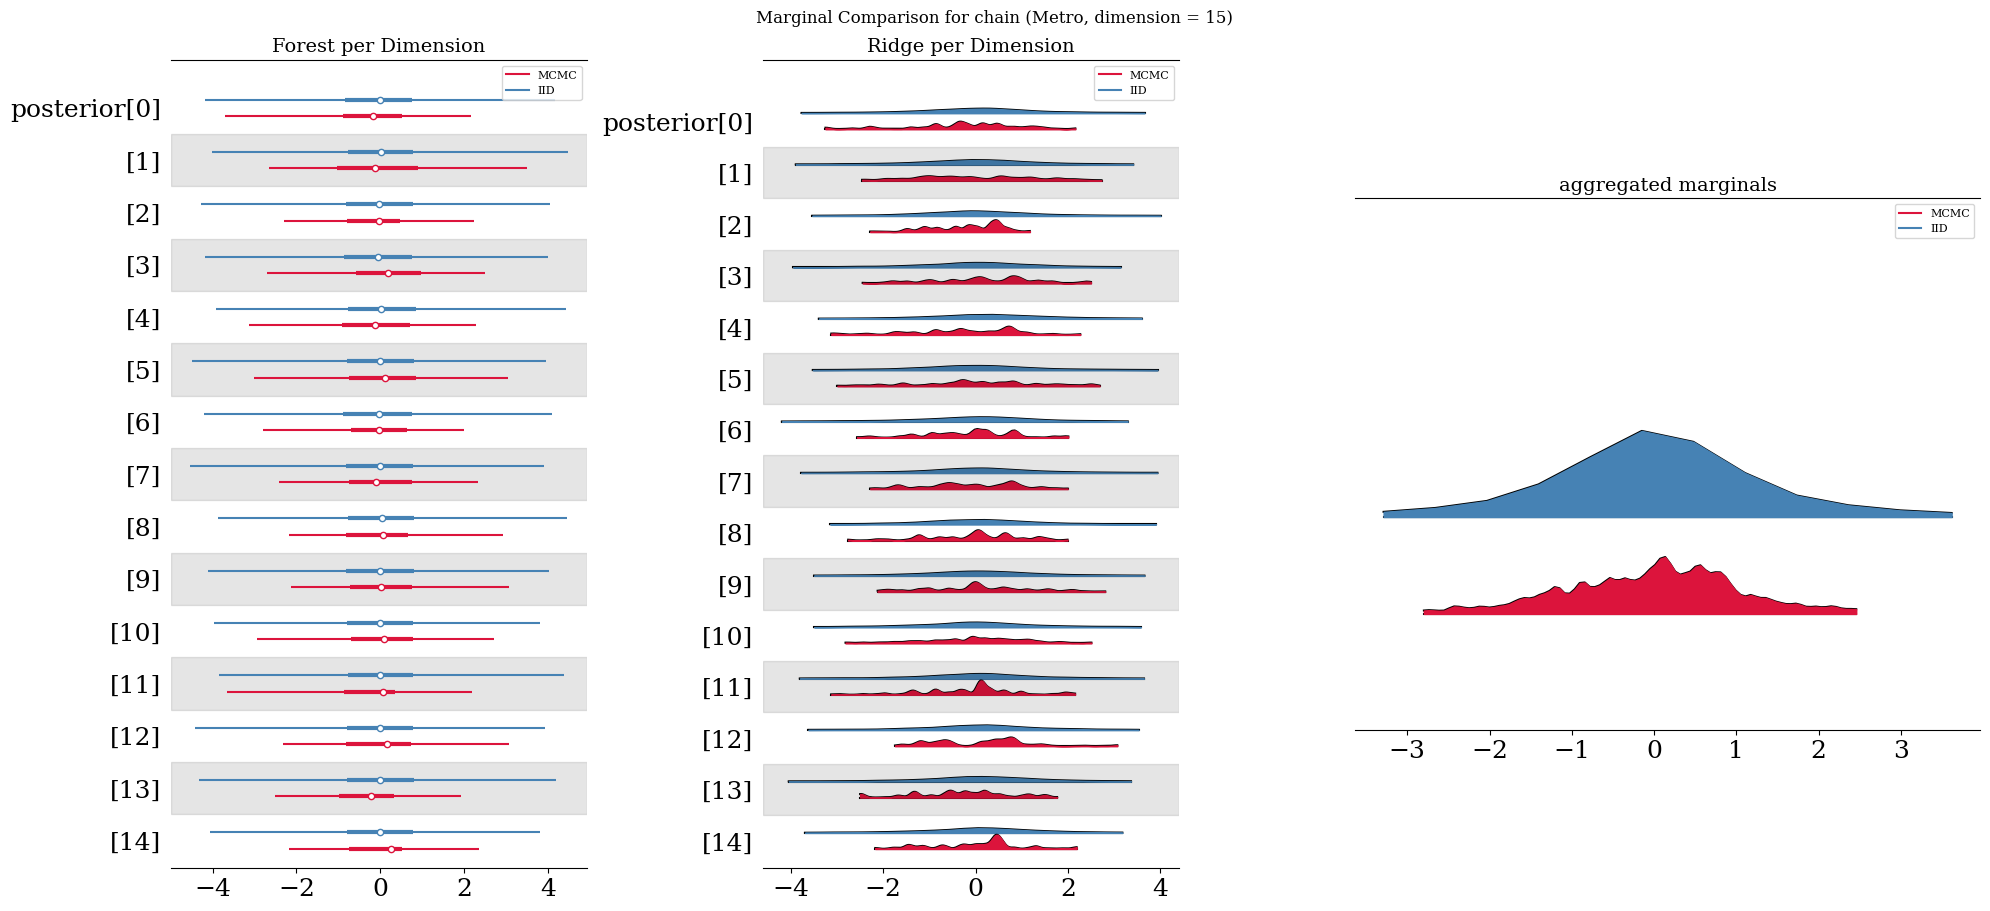 Marginal Comparison for chain (Metro, dimension = 15)
Forest per Dimension
MCMC
IID
posterior[0]
[1]
[2]
[3]
[4]
[5]
[6]
[7]
[8]
[9]
[10]
[11]
[12]
[13]
[14]
−4 −2 0 2 4
Ridge per Dimension
MCMC
IID
posterior[0]
[1]
[2]
[3]
[4]
[5]
[6]
[7]
[8]
[9]
[10]
[11]
[12]
[13]
[14]
−4 −2 0 2 4
aggregated marginals
MCMC
IID
−3 −2 −1 0 1 2 3